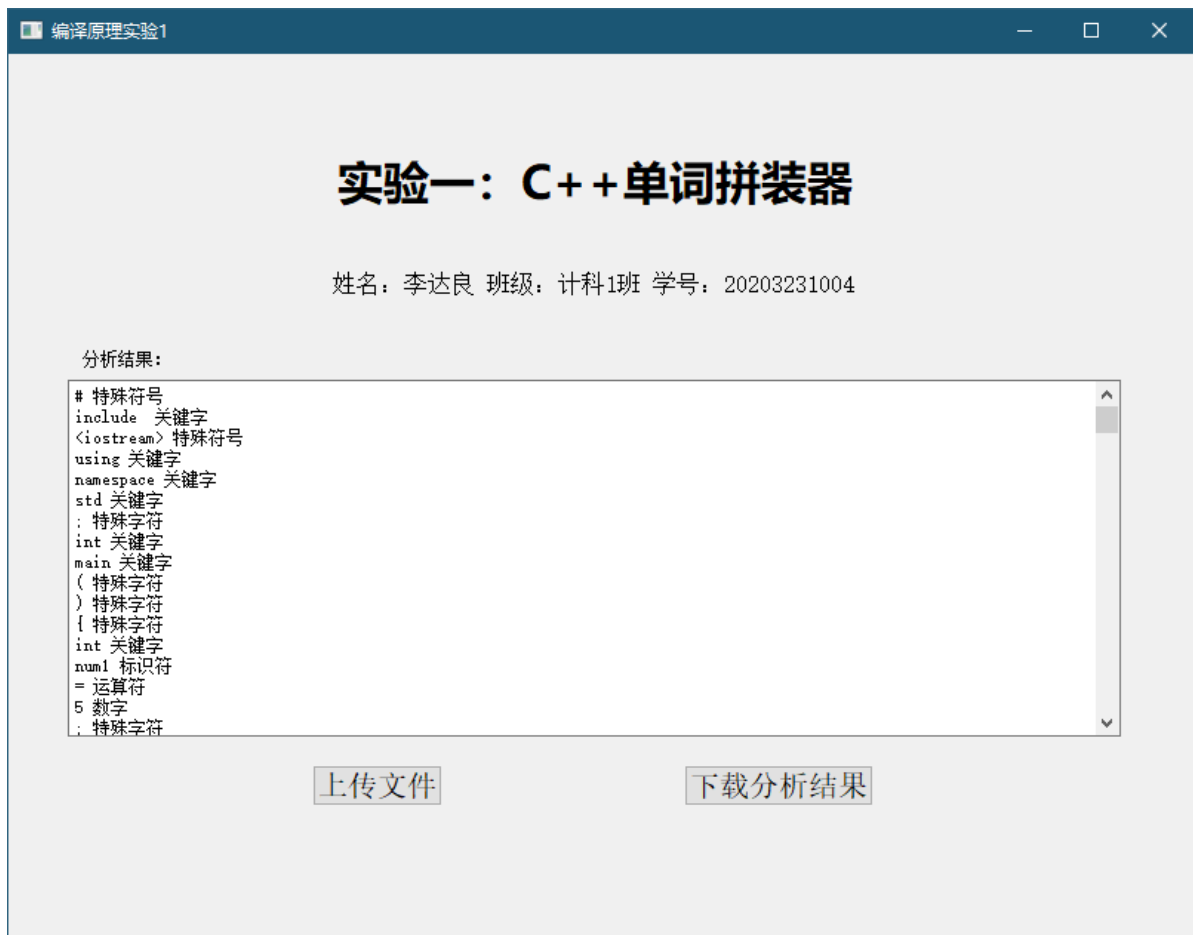 编译原理实验1
实验一：C++单词拼装器
姓名：李达良 班级：计科1班 学号：20203231004
分析结果：
# 特殊符号
include  关键字
<iostream> 特殊符号
using 关键字
namespace 关键字
std 关键字
; 特殊字符
int 关键字
main 关键字
( 特殊字符
) 特殊字符
{ 特殊字符
int 关键字
num1 标识符
= 运算符
5 数字
; 特殊字符
上传文件 下载分析结果